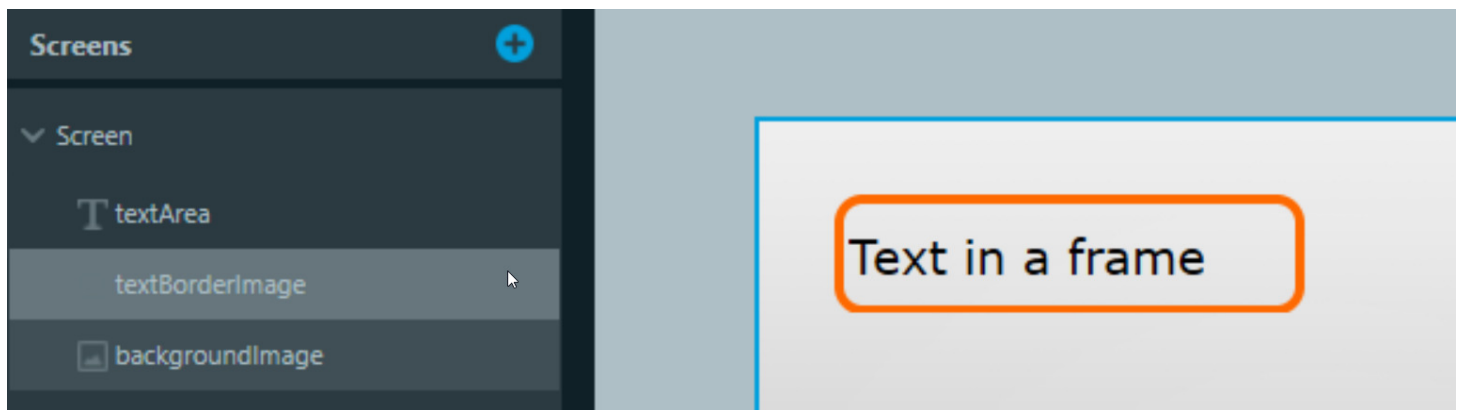 Screens
Screen
textArea
textBorderImage
backgroundImage
Text in a frame